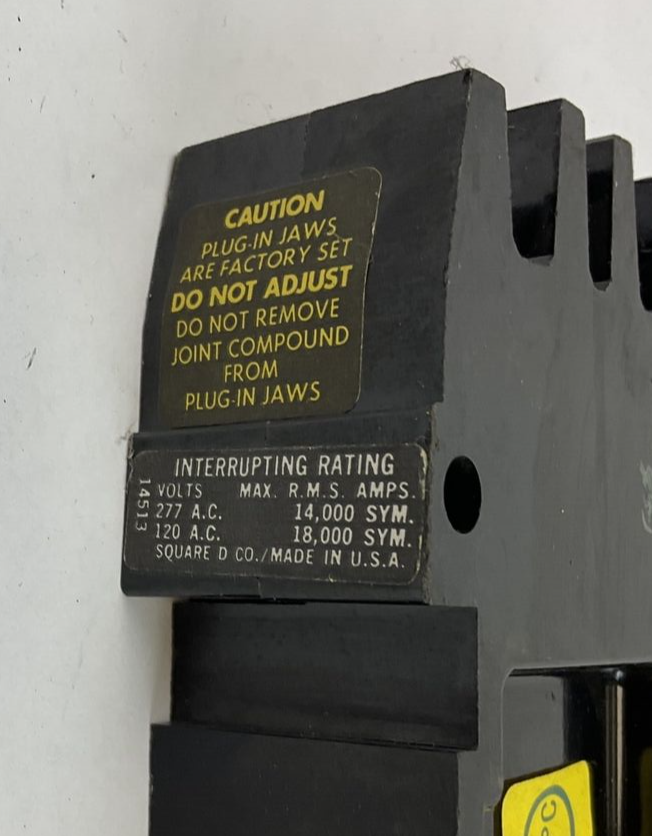 CAUTION
PLUG-IN JAWS
ARE FACTORY SET
DO NOT ADJUST
DO NOT REMOVE
JOINT COMPOUND
FROM
PLUG-IN JAWS
INTERRUPTING RATING
VOLTS MAX. R.M.S. AMPS.
277 A.C. 14,000 SYM.
120 A.C. 18,000 SYM.
SQUARE D CO./MADE IN U.S.A.
14513